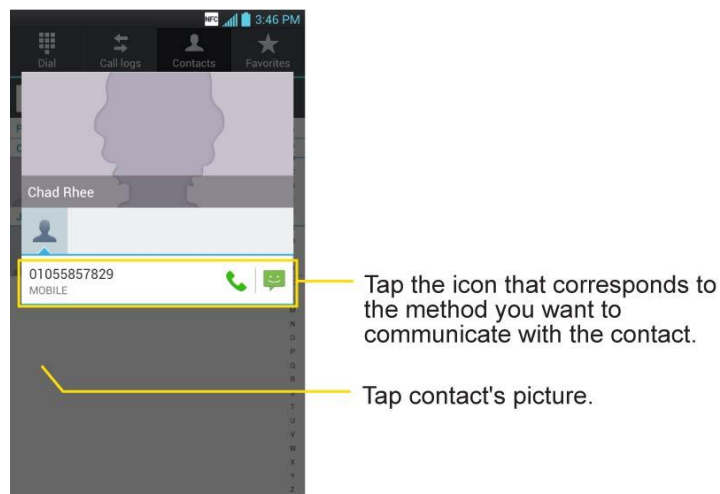 NFC 3:46 PM
Dial Call logs Contacts Favorites
Chad Rhee
01055857829
MOBILE
Tap the icon that corresponds to
the method you want to
communicate with the contact.
M
N
O
P
Q
R
T
U
V
W
X
Y
Z
Tap contact's picture.